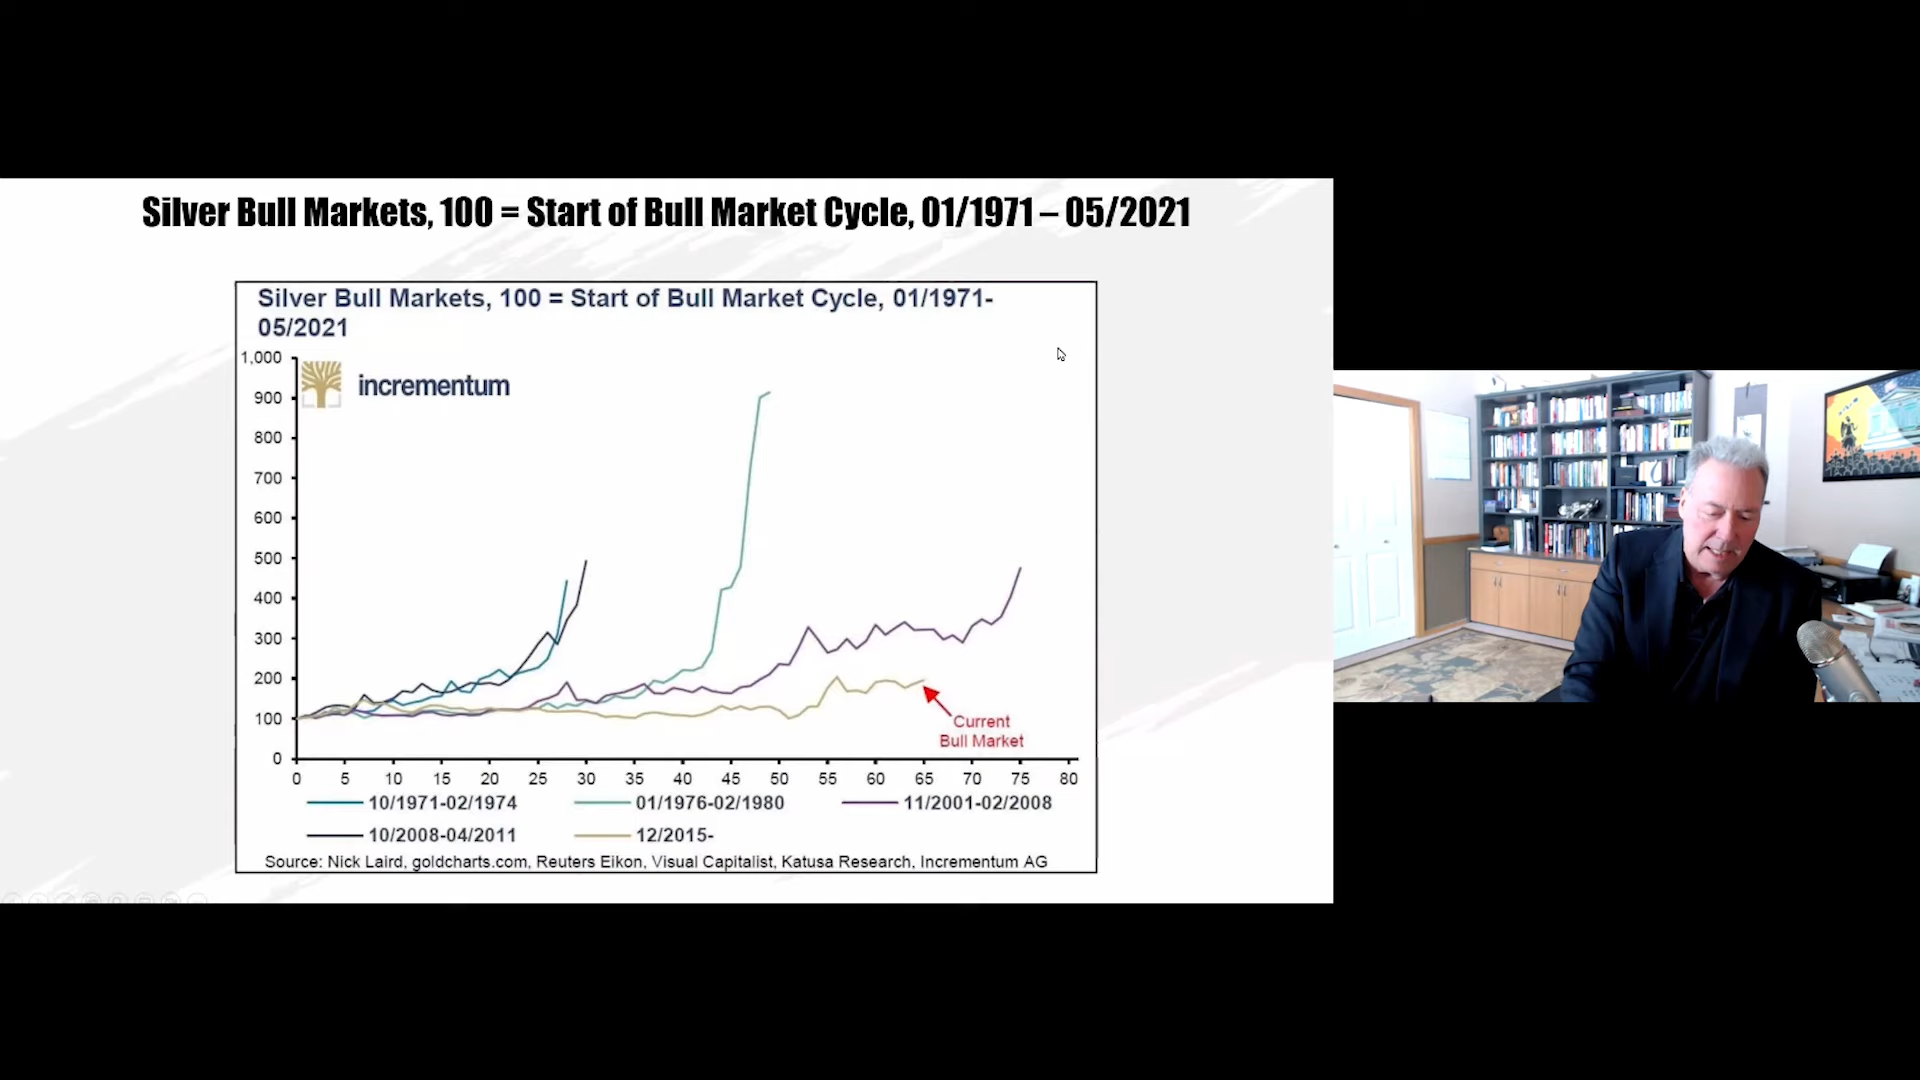 Silver Bull Markets, 100 = Start of Bull Market Cycle, 01/1971 – 05/2021
Silver Bull Markets, 100 = Start of Bull Market Cycle, 01/1971-
05/2021
incrementum
1,000
900
800
700
600
500
400
300
200
100
0
Current
Bull Market
0 5 10 15 20 25 30 35 40 45 50 55 60 65 70 75 80
10/1971-02/1974 01/1976-02/1980 11/2001-02/2008
10/2008-04/2011 12/2015-
Source: Nick Laird, goldcharts.com, Reuters Eikon, Visual Capitalist, Katusa Research, Incrementum AG